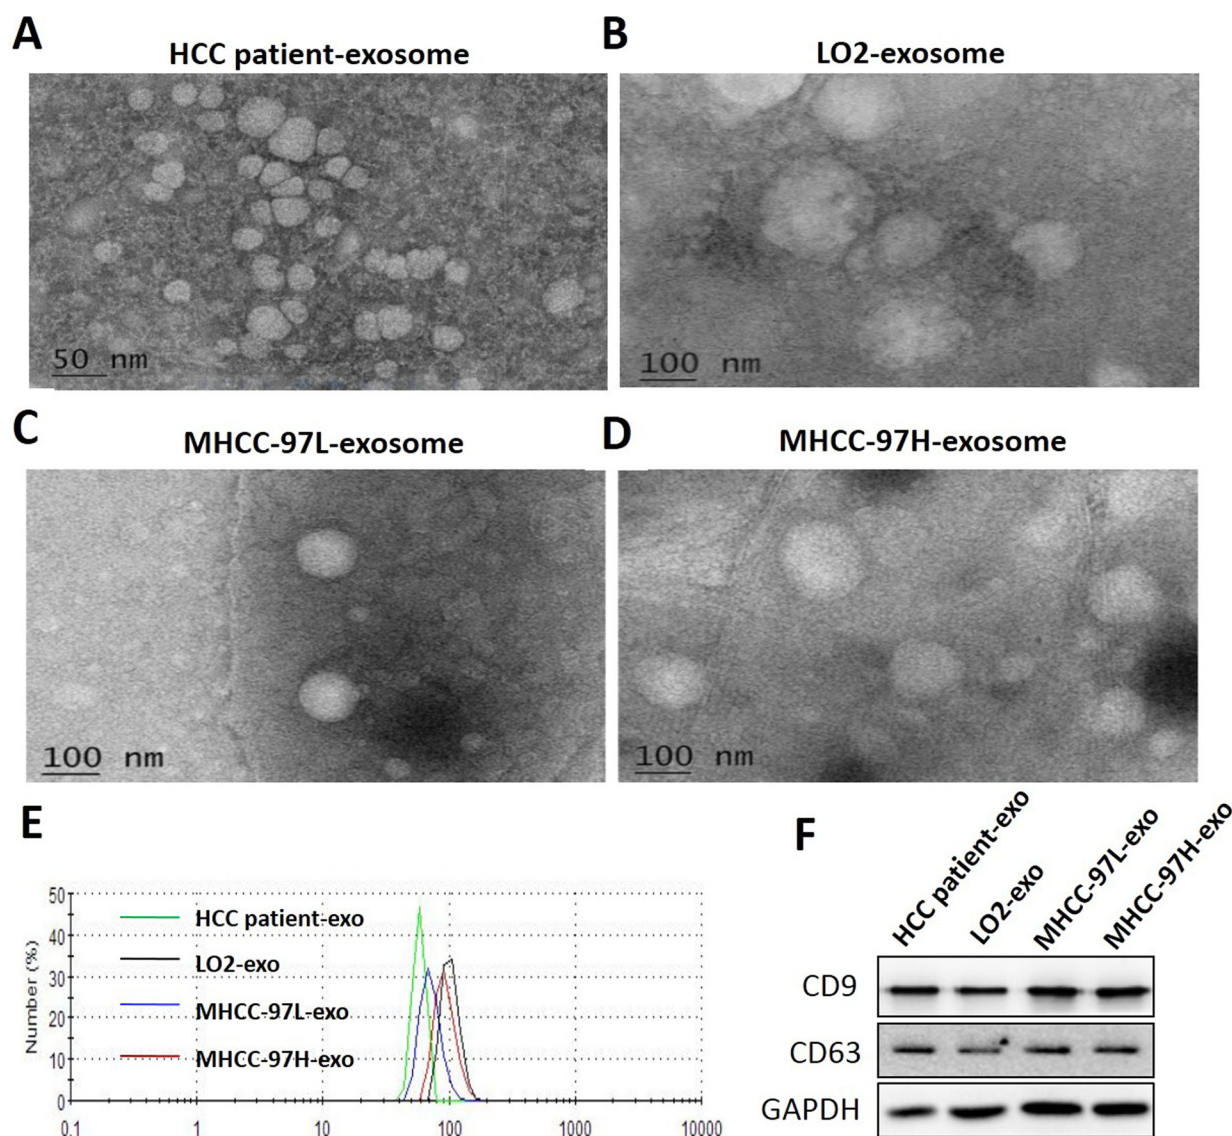 A
HCC patient-exosome
B
LO2-exosome
50 nm
100 nm
C
MHCC-97L-exosome
D
MHCC-97H-exosome
100 nm
100 nm
E
Number (%)
50
40
30
20
10
0
HCC patient-exo
LO2-exo
MHCC-97L-exo
MHCC-97H-exo
0.1 1 10 100 1000 10000
F
HCC patient-exo
LO2-exo
MHCC-97L-exo
MHCC-97H-exo
CD9
CD63
GAPDH